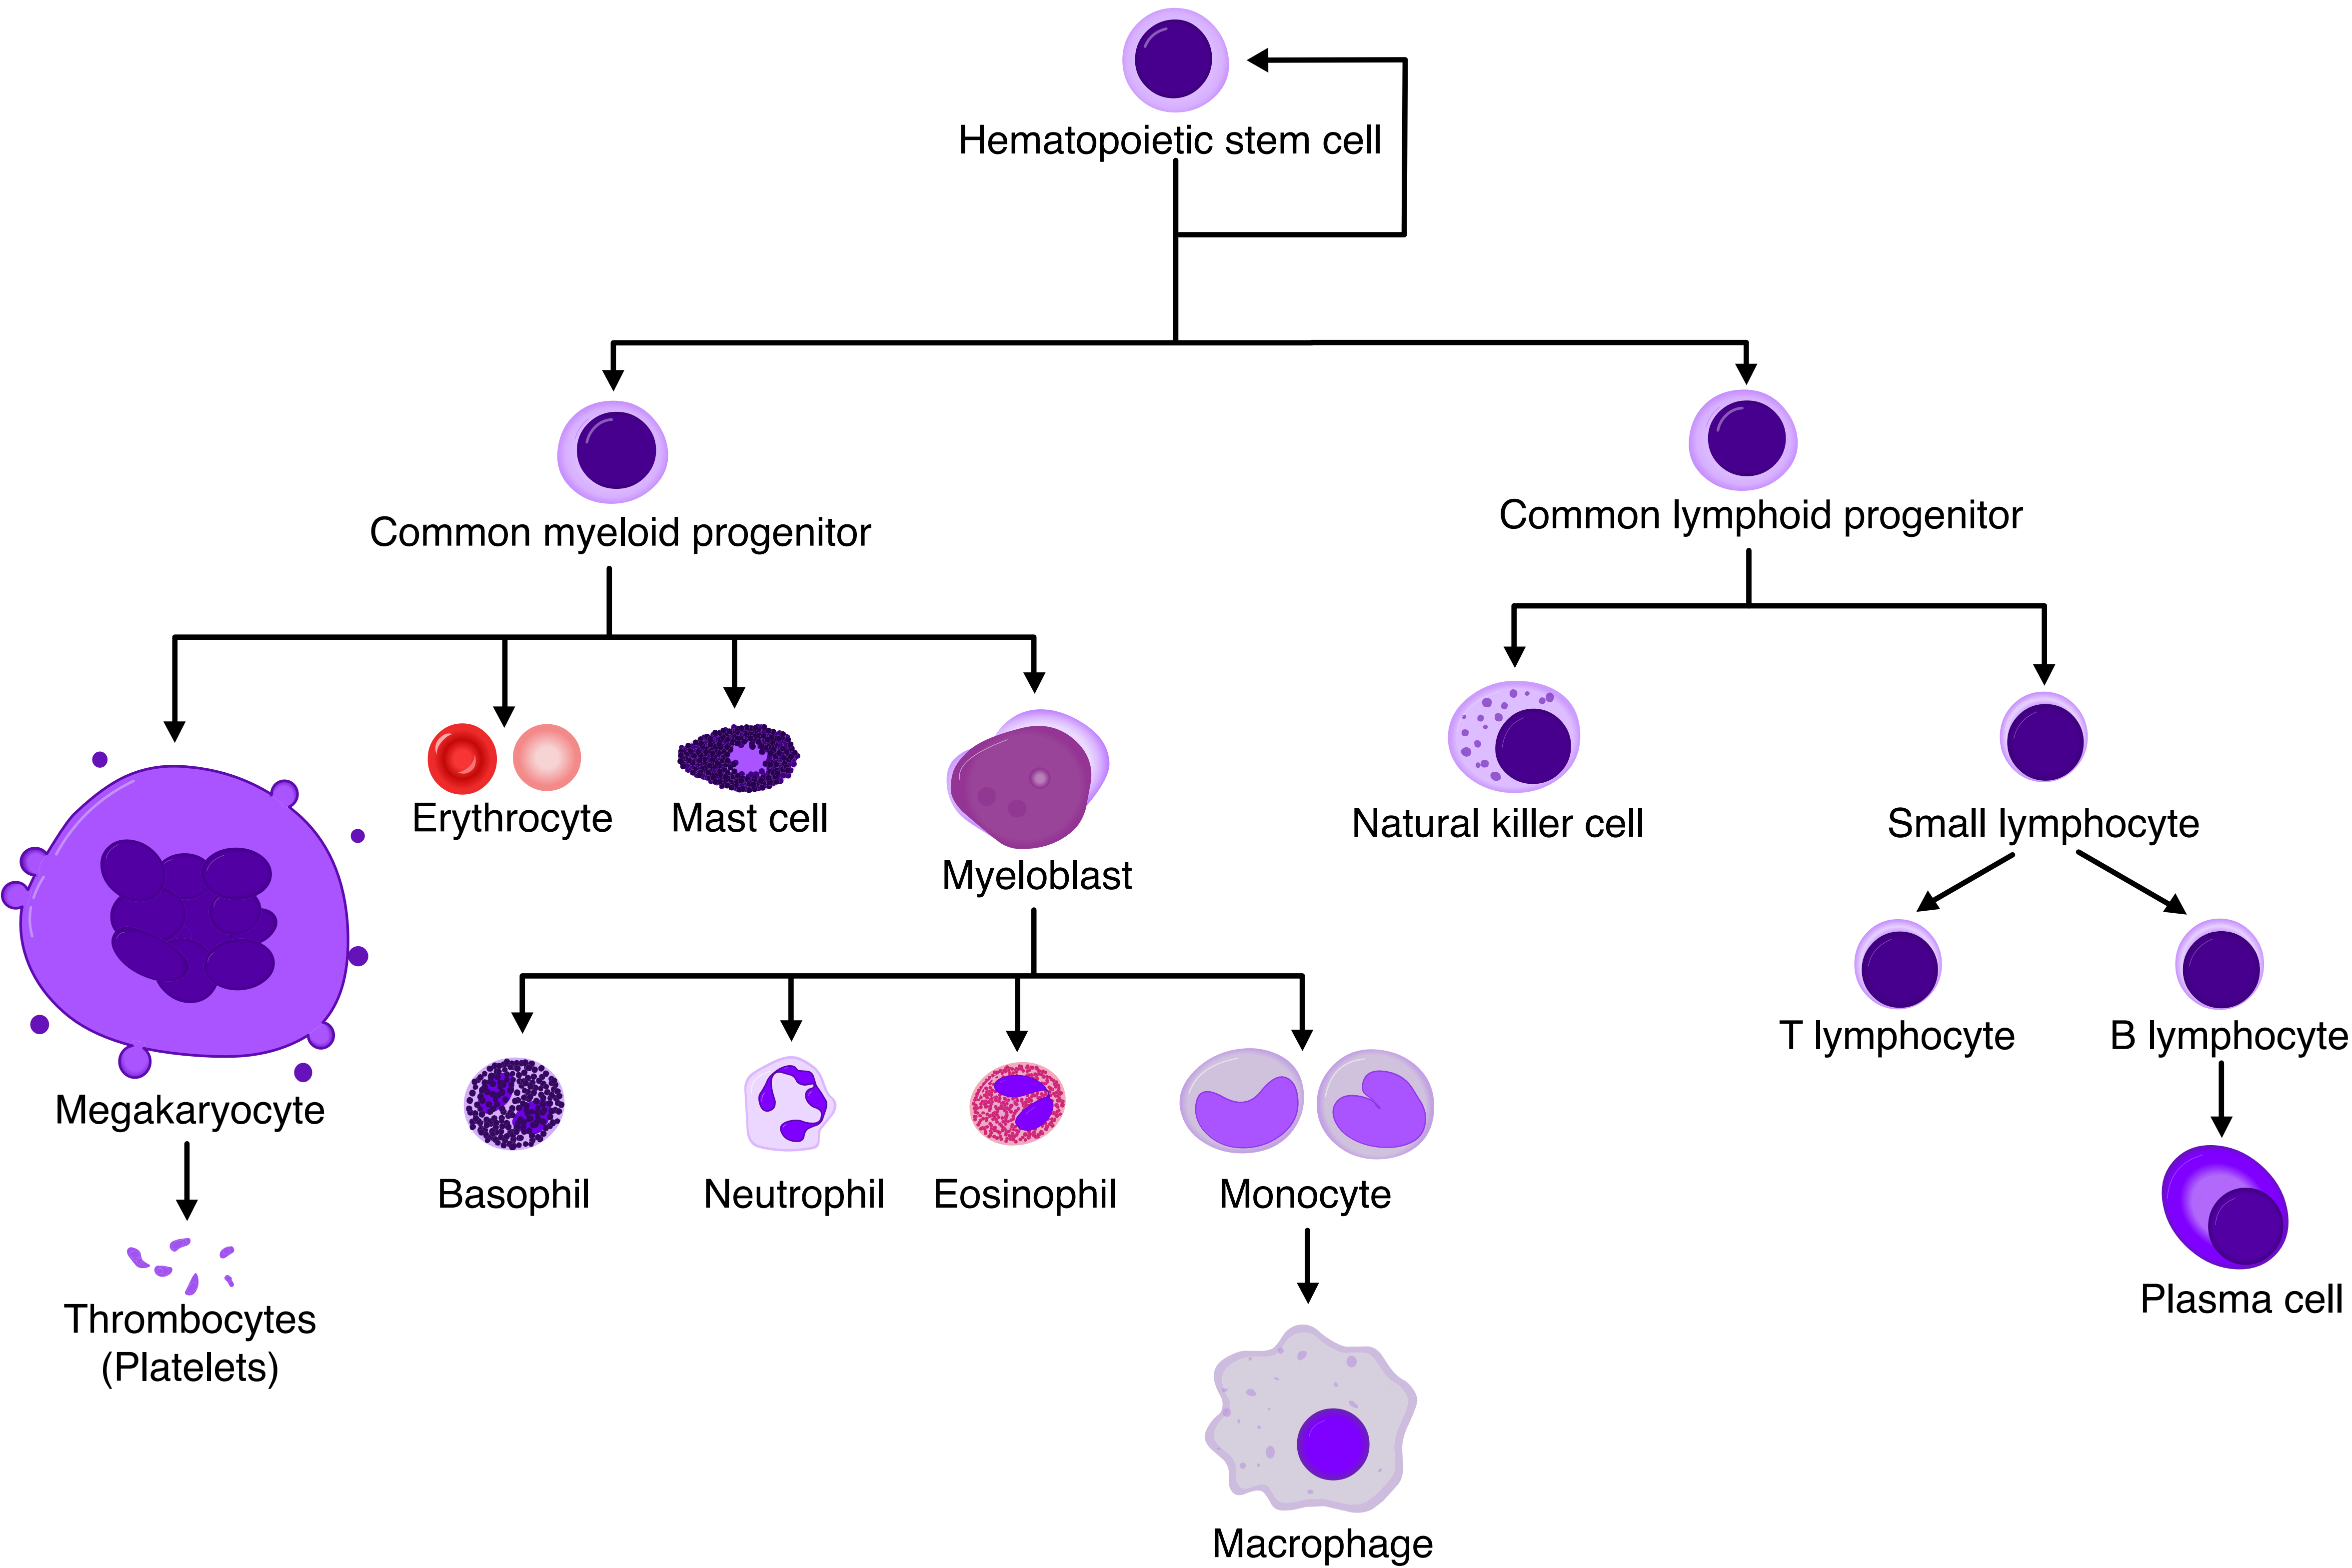 Hematopoietic stem cell
Common myeloid progenitor
Common lymphoid progenitor
Erythrocyte
Mast cell
Myeloblast
Natural killer cell
Small lymphocyte
T lymphocyte
B lymphocyte
Megakaryocyte
Basophil
Neutrophil
Eosinophil
Monocyte
Plasma cell
Thrombocytes
(Platelets)
Macrophage